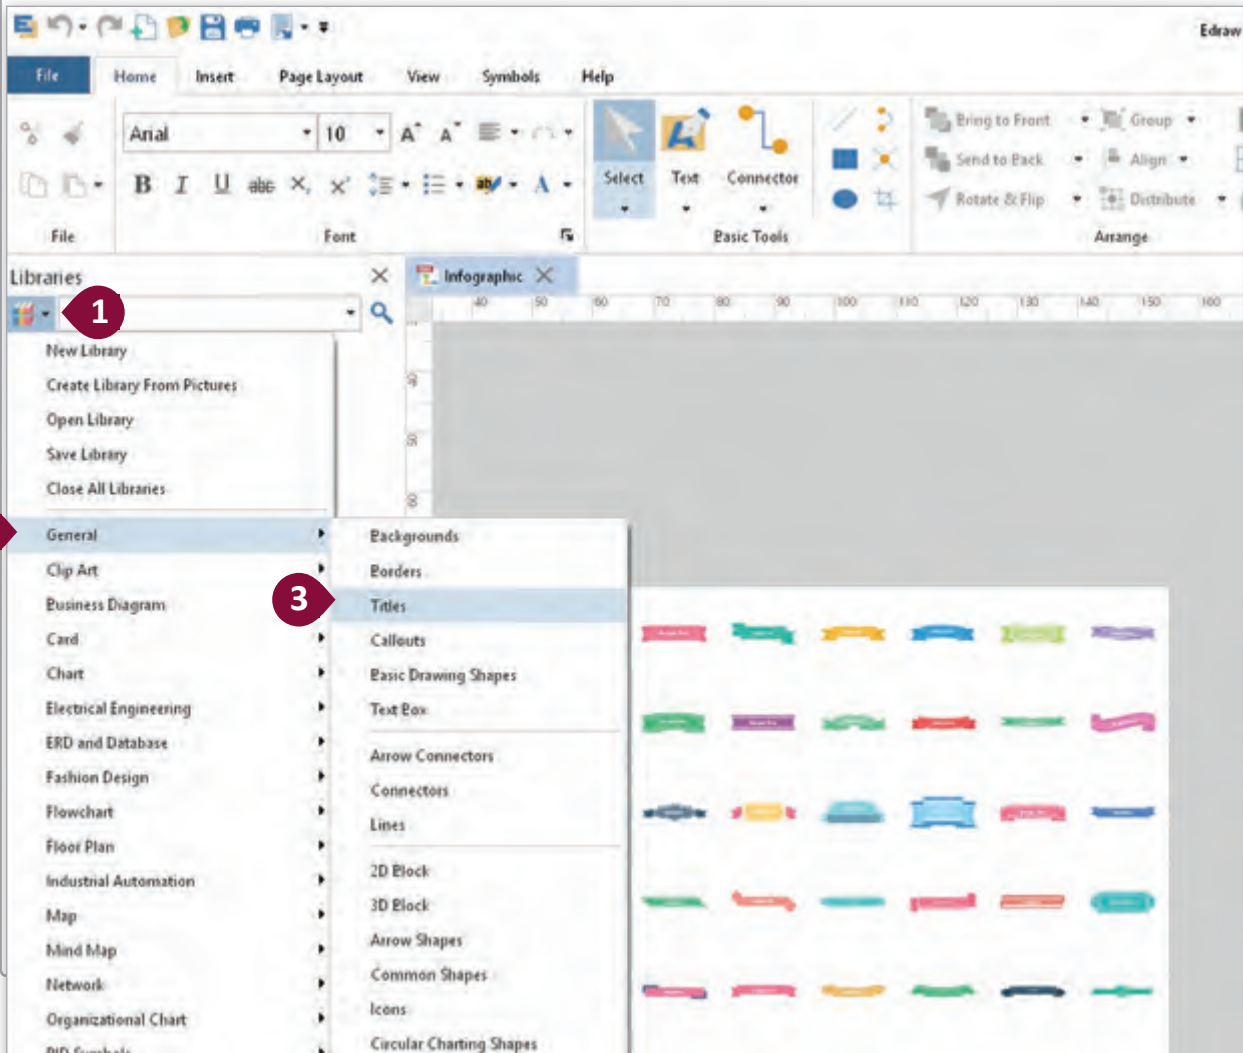 Edraw
File Home Insert Page Layout View Symbols Help
Arial 10 A A
Bring to Front Group
Send to Back Align
Select Text Connector
B I U abc X, X A
Rotate & Flip Distribute
File Font Basic Tools Arrange
Libraries Infographic
1
40 50 60 70 80 90 100 110 120 130 140 150 160
New Library
Create Library From Pictures
Open Library
Save Library
Close All Libraries
General
Clip Art
Business Diagram
Card
Chart
Electrical Engineering
ERD and Database
Fashion Design
Flowchart
Floor Plan
Industrial Automation
Map
Mind Map
Network
Organizational Chart
PID Symbols
3
Backgrounds
Borders
Titles
Callouts
Basic Drawing Shapes
Text Box
Arrow Connectors
Connectors
Lines
2D Block
3D Block
Arrow Shapes
Common Shapes
Icons
Circular Charting Shapes